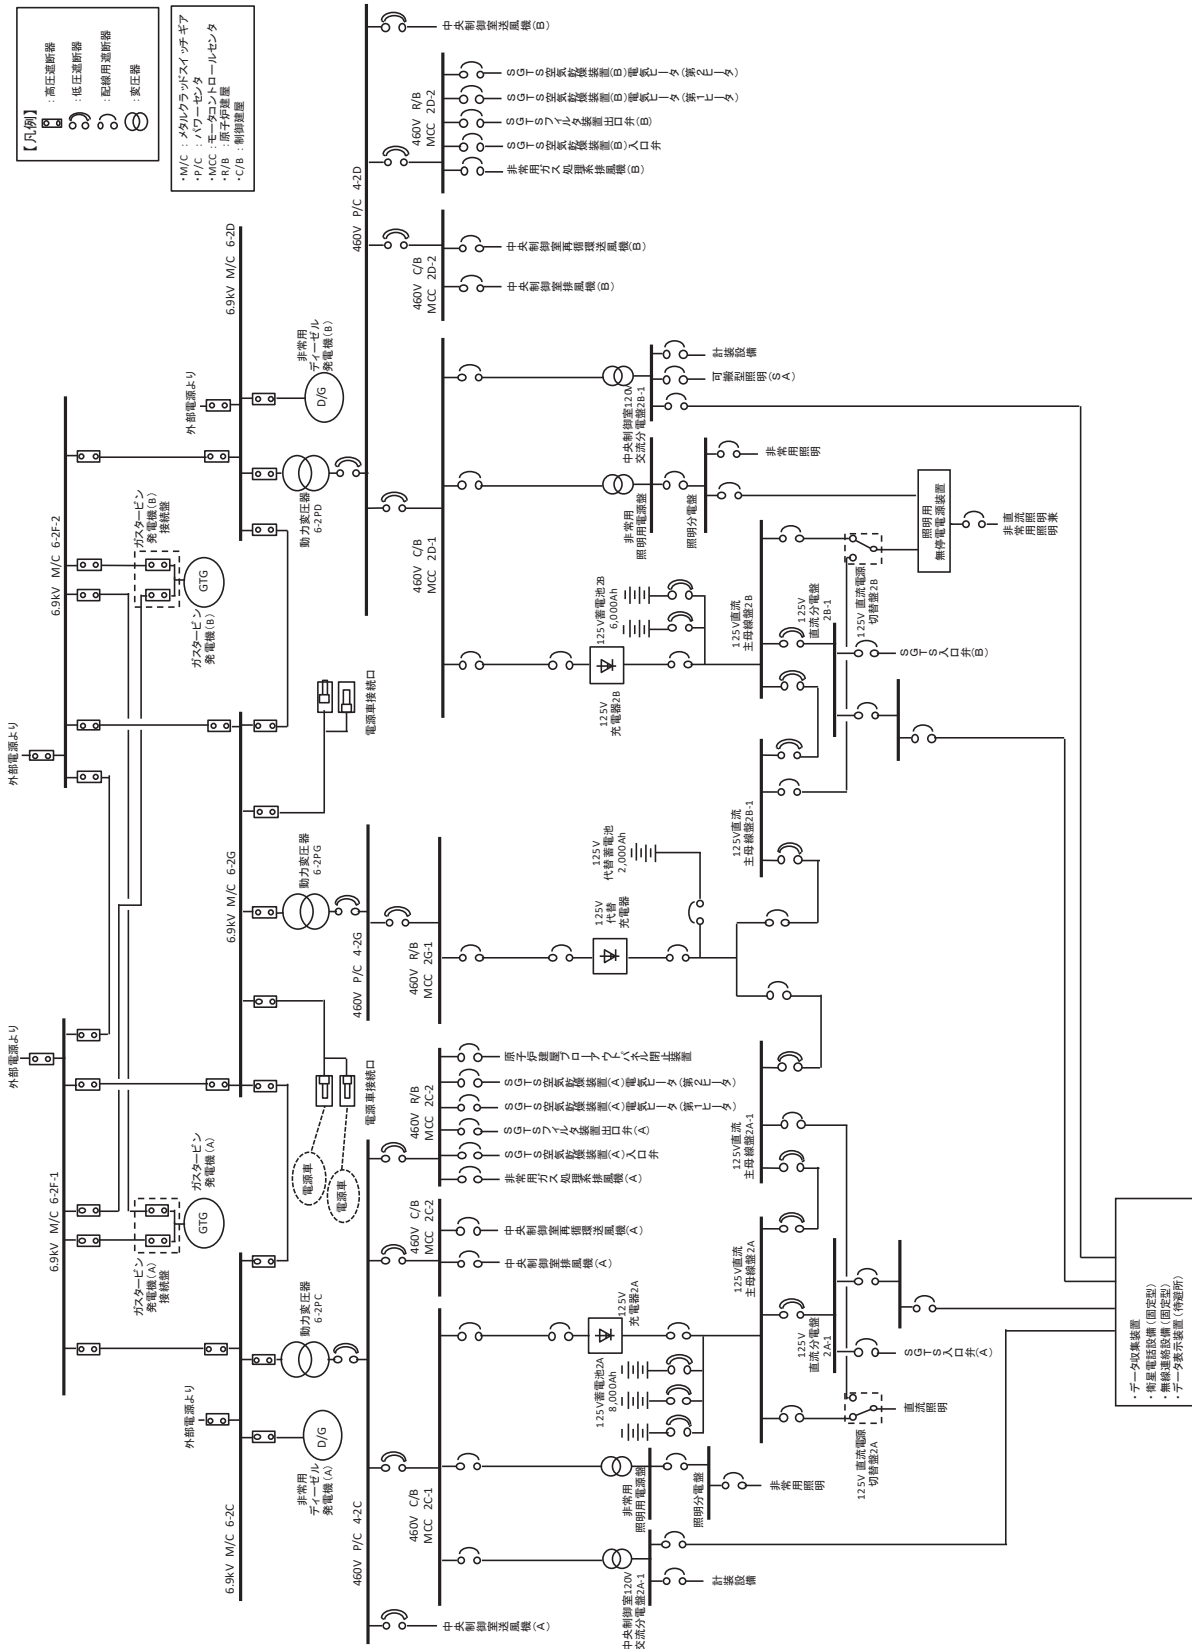 【凡例】
：高圧遮断器
：低圧遮断器
：配線用遮断器
：変圧器
・M/C ：メタルクラッドスイッチギア
・P/C ：パワーセンタ
・MCC：モータコントロールセンタ
・R/B ：原子炉建屋
・C/B ：制御建屋
外部電源より
6.9kV M/C 6-2F-1
ガスタービン
発電機(A)
接続盤
GTG
ガスタービン
発電機(A)
外部電源より
6.9kV M/C 6-2F-2
ガスタービン
発電機(B)
接続盤
GTG
ガスタービン
発電機(B)
6.9kV M/C 6-2C
外部電源より
D/G
非常用
ディーゼル
発電機(A)
動力変圧器
6-2PC
6.9kV M/C 6-2G
電源車
電源車
電源車接続口
動力変圧器
6-2PG
電源車接続口
6.9kV M/C 6-2D
外部電源より
動力変圧器
6-2PD
D/G
非常用
ディーゼル
発電機(B)
460V P/C 4-2C
460V P/C 4-2G
460V P/C 4-2D
中央制御室送風機(A)
460V C/B
MCC 2C-1
460V C/B
MCC 2C-2
中央制御室排風機(A)
中央制御室再循環送風機(A)
460V R/B
MCC 2C-2
非常用ガス処理系排風機(A)
SGTS空気乾燥装置(A)入口弁
SGTSフィルタ装置出口弁(A)
SGTS空気乾燥装置(A)電気ヒータ(第1ヒータ)
SGTS空気乾燥装置(A)電気ヒータ(第2ヒータ)
原子炉建屋ブローアウトパネル閉止装置
460V R/B
MCC 2G-1
460V C/B
MCC 2D-1
460V C/B
MCC 2D-2
中央制御室排風機(B)
中央制御室再循環送風機(B)
460V R/B
MCC 2D-2
非常用ガス処理系排風機(B)
SGTS空気乾燥装置(B)入口弁
SGTSフィルタ装置出口弁(B)
SGTS空気乾燥装置(B)電気ヒータ(第1ヒータ)
SGTS空気乾燥装置(B)電気ヒータ(第2ヒータ)
中央制御室送風機(B)
中央制御室120V
交流分電盤2A-1
計装設備
非常用
照明用電源盤
照明分電盤
非常用照明
125V蓄電池2A
8,000Ah
125V
充電器2A
125V
代替
充電器
125V
代替蓄電池
2,000Ah
125V
充電器2B
125V蓄電池2B
6,000Ah
非常用
照明用電源盤
照明分電盤
非常用照明
中央制御室120V
交流分電盤2B-1
可搬型照明(SA)
計装設備
125V直流
主母線盤2A
125V直流
主母線盤2A-1
125V直流
主母線盤2B-1
125V直流
主母線盤2B
125V 直流電源
切替盤2A
直流照明
125V
直流分電盤
2A-1
SGTS入口弁(A)
125V
直流分電盤
2B-1
SGTS入口弁(B)
125V 直流電源
切替盤2B
照明用
無停電電源装置
直流照明兼
非常用照明
・データ収集装置
・衛星電話設備(固定型)
・無線連絡設備(固定型)
・データ表示装置(待避所)